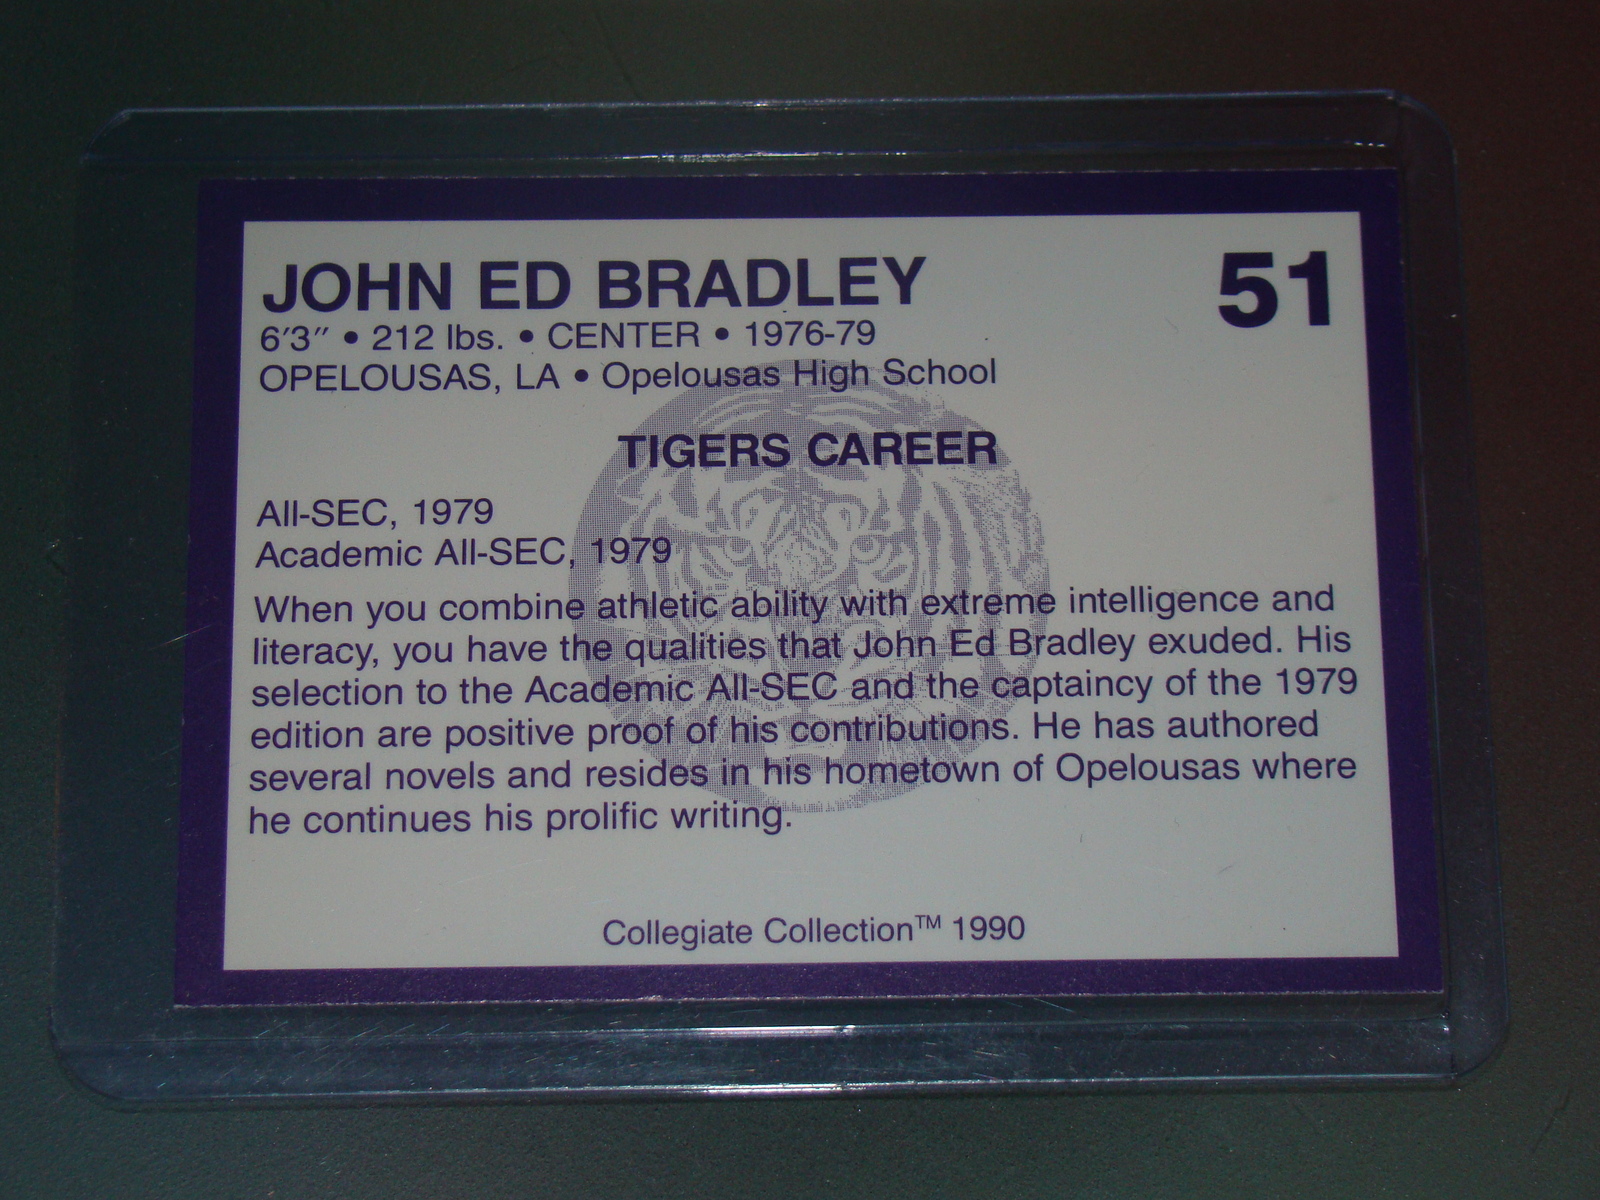 JOHN ED BRADLEY
51
6'3" • 212 lbs. • CENTER • 1976-79
OPELOUSAS, LA • Opelousas High School
TIGERS CAREER
All-SEC, 1979
Academic All-SEC, 1979
When you combine athletic ability with extreme intelligence and
literacy, you have the qualities that John Ed Bradley exuded. His
selection to the Academic All-SEC and the captaincy of the 1979
edition are positive proof of his contributions. He has authored
several novels and resides in his hometown of Opelousas where
he continues his prolific writing.
Collegiate Collection™ 1990